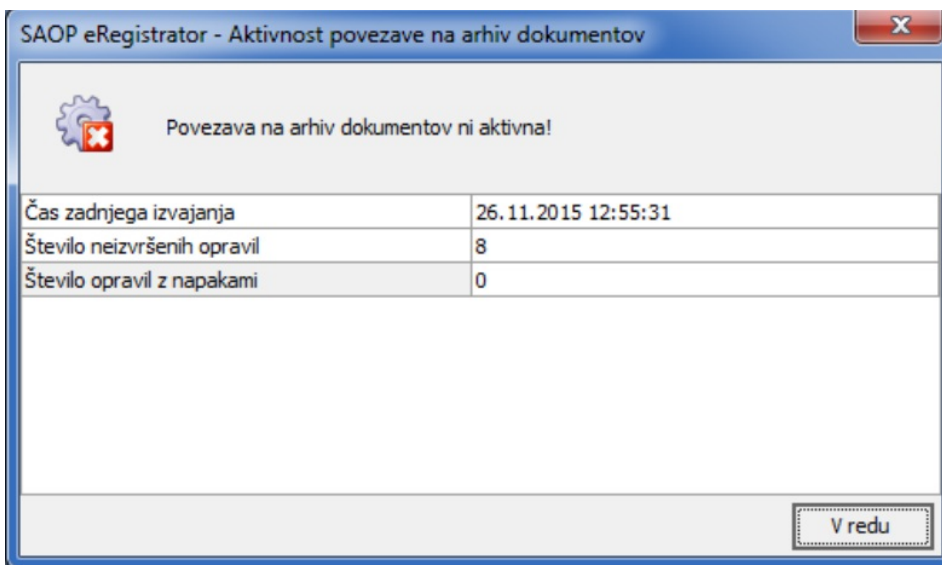 SAOP eRegistrator - Aktivnost povezave na arhiv dokumentov
Povezava na arhiv dokumentov ni aktivna!
Čas zadnjega izvajanja 26.11.2015 12:55:31
Število neizvršenih opravil 8
Število opravil z napakami 0
V redu